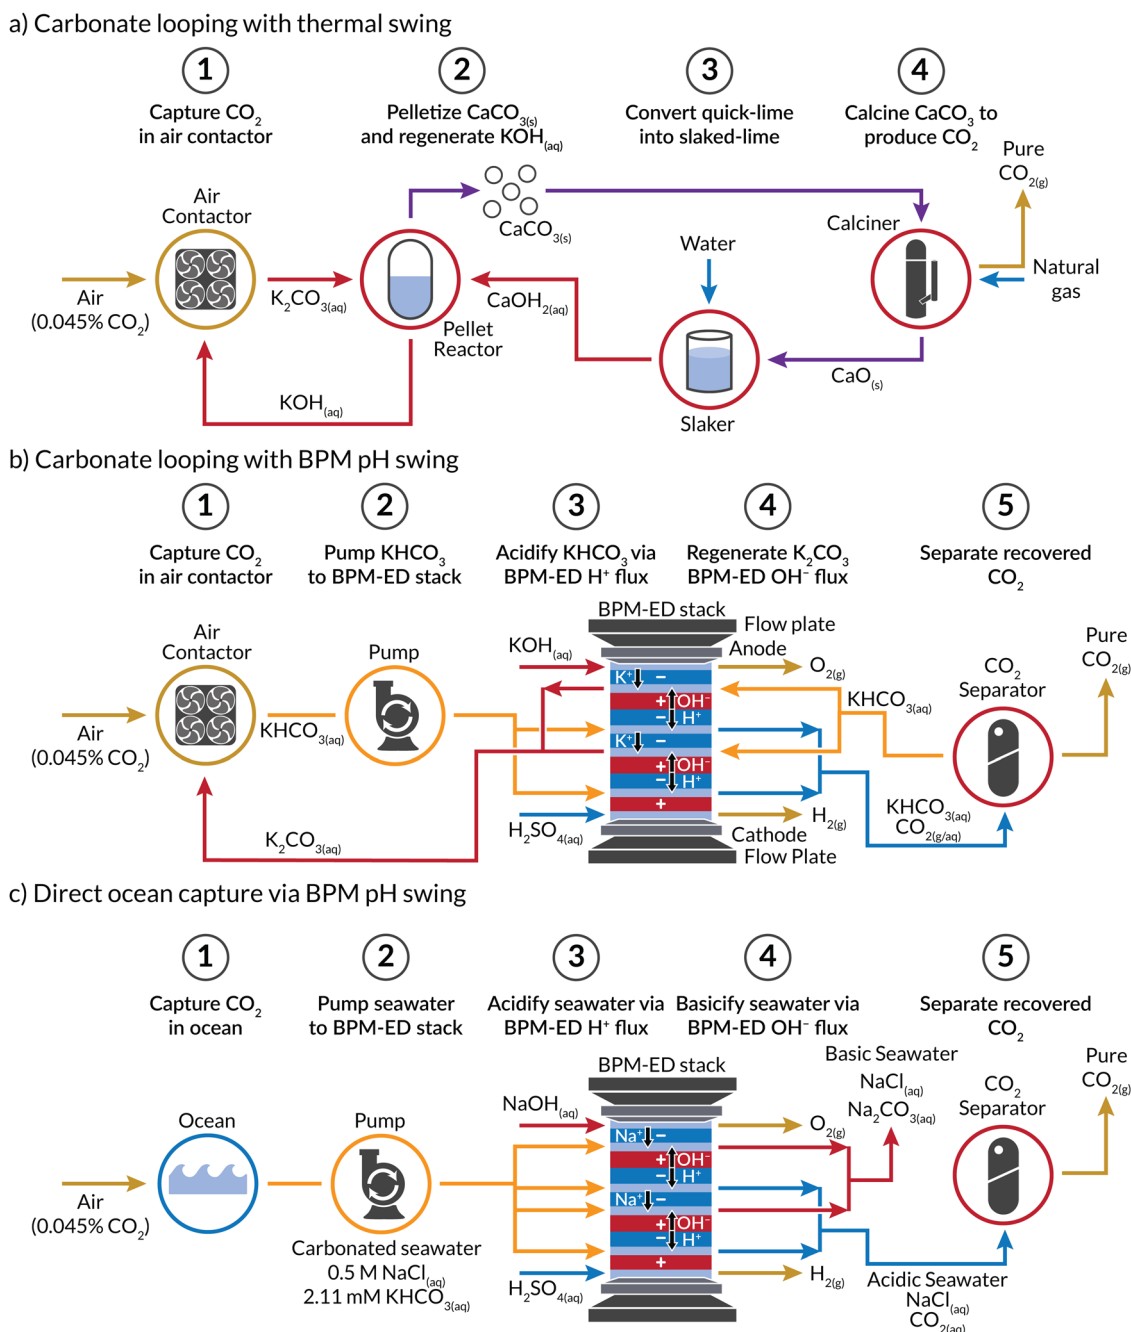 a) Carbonate looping with thermal swing
1
2
3
4
Capture CO₂
in air contactor
Pelletize CaCO₃₍ₛ₎
and regenerate KOH(aq)
Convert quick-lime
into slaked-lime
Calcine CaCO₃ to
produce CO₂
Pure
CO₂(g)
Air
Contactor
CaCO₃(s)
Calciner
Water
Natural
gas
Air
(0.045% CO₂)
K₂CO₃(aq)
CaOH₂(aq)
Pellet
Reactor
CaO(s)
KOH(aq)
Slaker
b) Carbonate looping with BPM pH swing
1
2
3
4
5
Capture CO₂
in air contactor
Pump KHCO₃
to BPM-ED stack
Acidify KHCO₃ via
BPM-ED H⁺ flux
Regenerate K₂CO₃
BPM-ED OH⁻ flux
Separate recovered
CO₂
BPM-ED stack
Flow plate
Anode
Air
Contactor
Pump
KOH(aq)
O₂(g)
CO₂
Separator
Pure
CO₂(g)
K⁺ −
+ OH⁻
− H⁺
K⁺ −
+ OH⁻
− H⁺
+
KHCO₃(aq)
Air
(0.045% CO₂)
KHCO₃(aq)
K₂CO₃(aq)
H₂SO₄(aq)
H₂(g)
KHCO₃(aq)
CO₂(g/aq)
Cathode
Flow Plate
c) Direct ocean capture via BPM pH swing
1
2
3
4
5
Capture CO₂
in ocean
Pump seawater
to BPM-ED stack
Acidify seawater via
BPM-ED H⁺ flux
Basicify seawater via
BPM-ED OH⁻ flux
Separate recovered
CO₂
BPM-ED stack
Basic Seawater
NaCl(aq)
Na₂CO₃(aq)
Ocean
Pump
NaOH(aq)
O₂(g)
CO₂
Separator
Pure
CO₂(g)
Na⁺ −
+ OH⁻
− H⁺
Na⁺ −
+ OH⁻
− H⁺
+
Air
(0.045% CO₂)
Carbonated seawater
0.5 M NaCl(aq)
2.11 mM KHCO₃(aq)
H₂SO₄(aq)
H₂(g)
Acidic Seawater
NaCl(aq)
CO₂(aq)